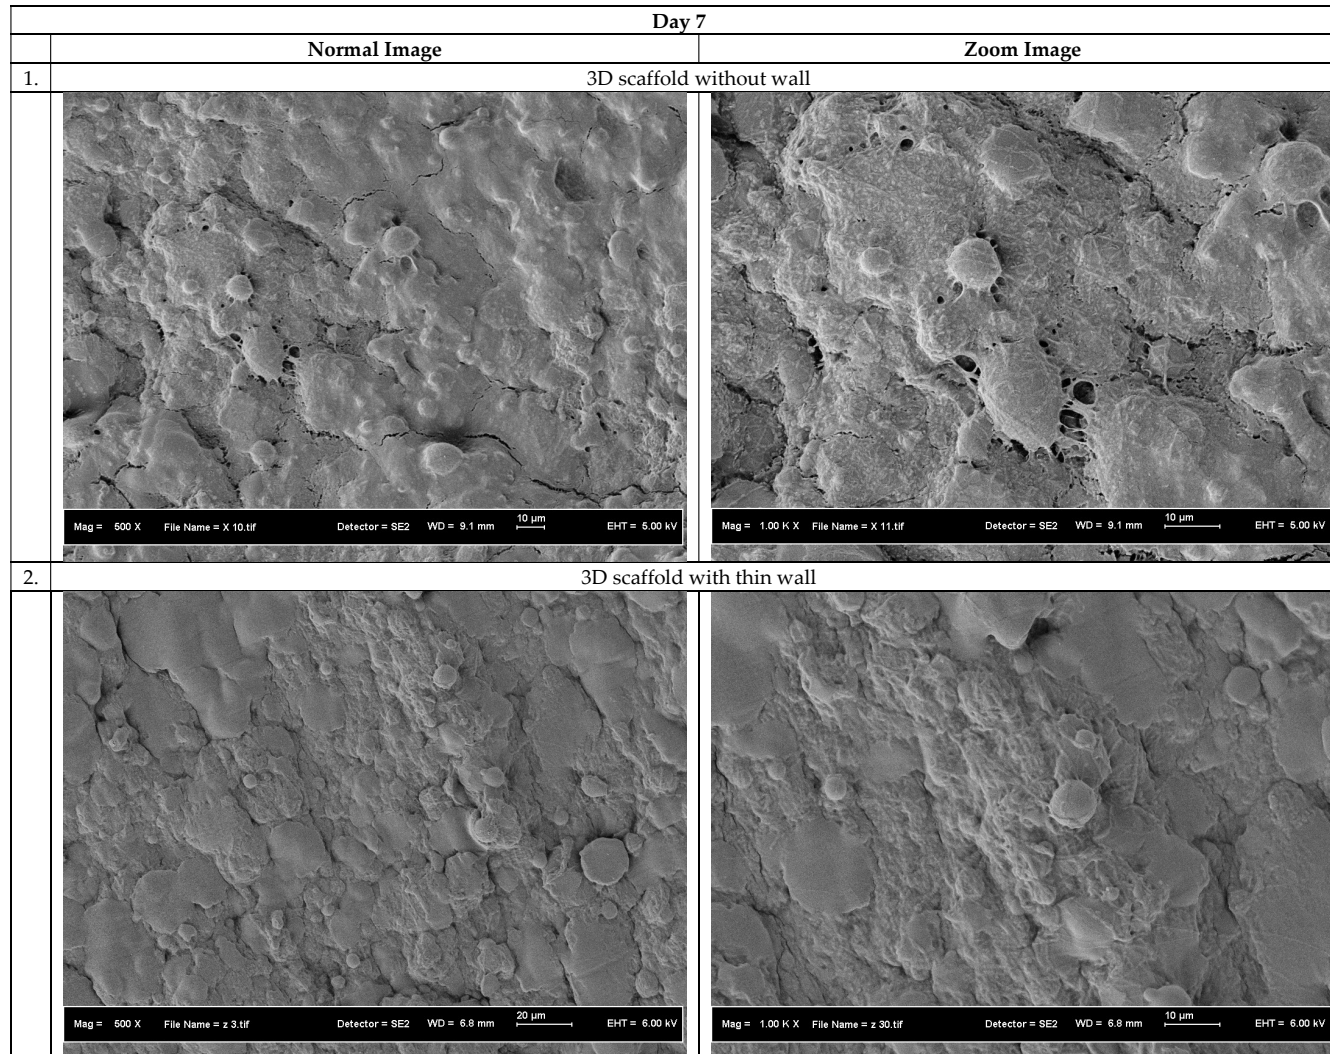 Day 7
Normal Image Zoom Image
1. 3D scaffold without wall
Mag = 500 X File Name = X 10.tif Detector = SE2 WD = 9.1 mm 10 µm EHT = 5.00 kV
Mag = 1.00 K X File Name = X 11.tif Detector = SE2 WD = 9.1 mm 10 µm EHT = 5.00 kV
2. 3D scaffold with thin wall
Mag = 500 X File Name = z 3.tif Detector = SE2 WD = 6.8 mm 20 µm EHT = 6.00 kV
Mag = 1.00 K X File Name = z 30.tif Detector = SE2 WD = 6.8 mm 10 µm EHT = 6.00 kV